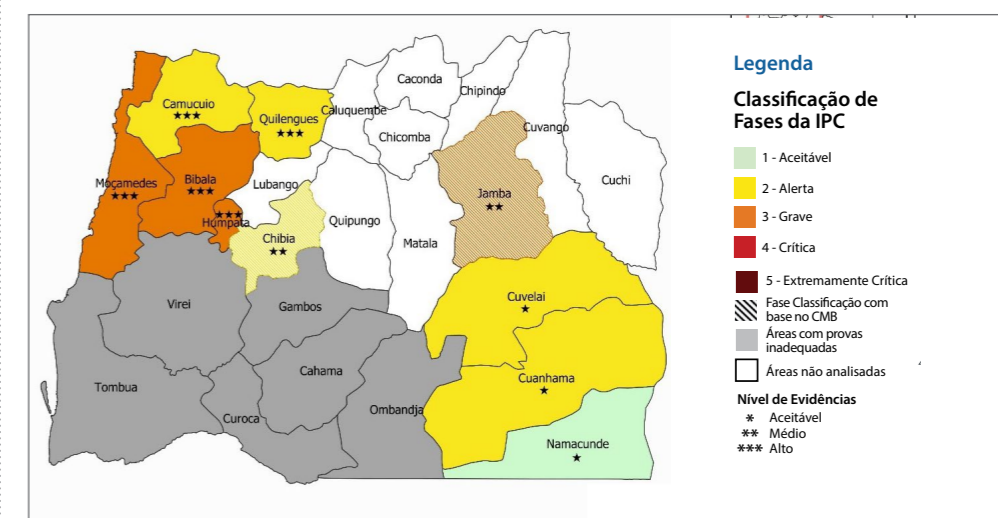 Caconda
Chipindo
Camucuio
★★★
Quilengues
★★★
Caluquembe
Chicomba
Cuvango
Moçamedes
★★★
Bibala
★★★
Lubango
Jamba
★★
Cuchi
★★★
Humpata
Quipungo
Chibia
★★
Matala
Virei
Gambos
Cuvelai
★
Tombua
Cahama
Cuanhama
★
Curoca
Ombandja
Namacunde
★
Legenda
Classificação de
Fases da IPC
1 - Aceitável
2 - Alerta
3 - Grave
4 - Crítica
5 - Extremamente Crítica
Fase Classificação com
base no CMB
Áreas com provas
inadequadas
Áreas não analisadas
Nível de Evidências
* Aceitável
** Médio
*** Alto